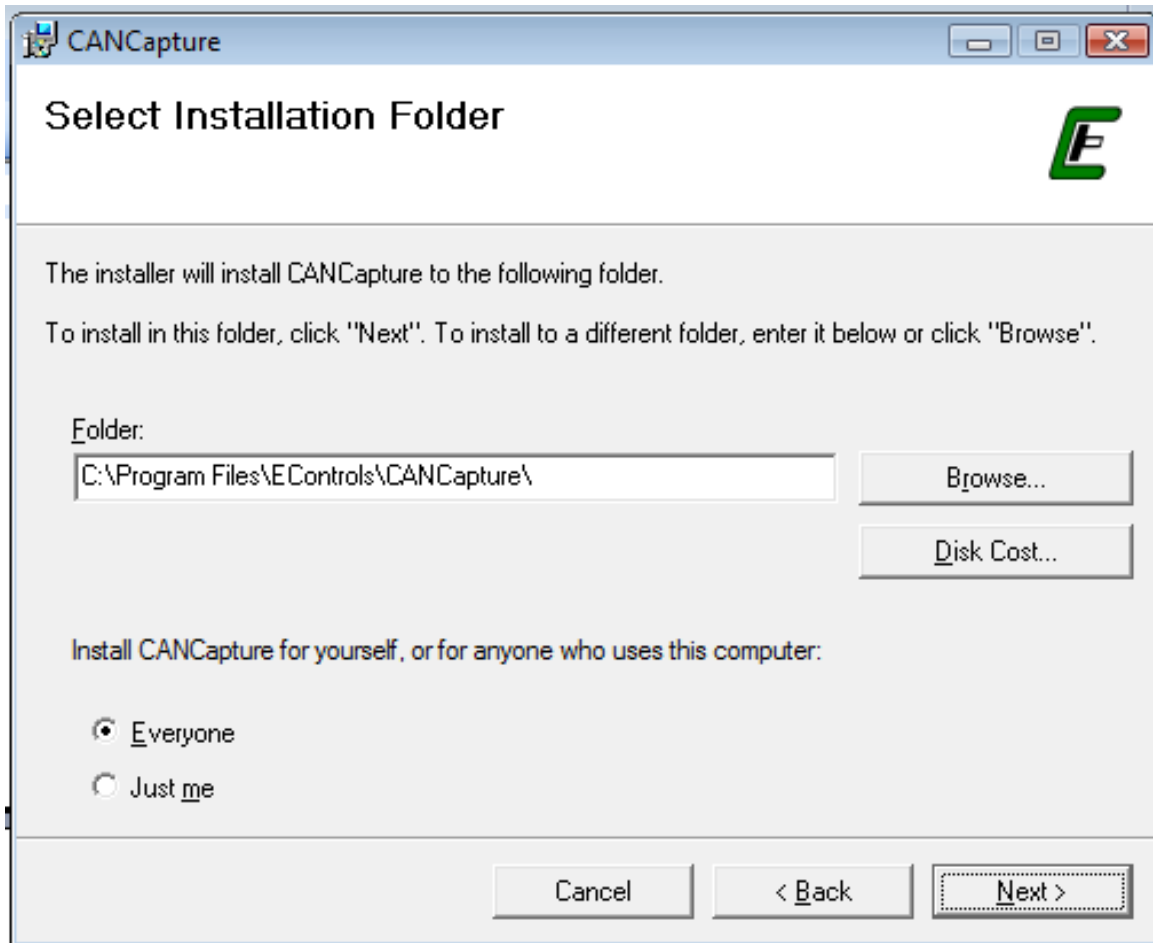 CANCapture
Select Installation Folder
E
The installer will install CANCapture to the following folder.
To install in this folder, click "Next". To install to a different folder, enter it below or click "Browse".
Folder:
C:\Program Files\EControls\CANCapture\
Browse...
Disk Cost...
Install CANCapture for yourself, or for anyone who uses this computer:
Everyone
Just me
Cancel
< Back
Next >